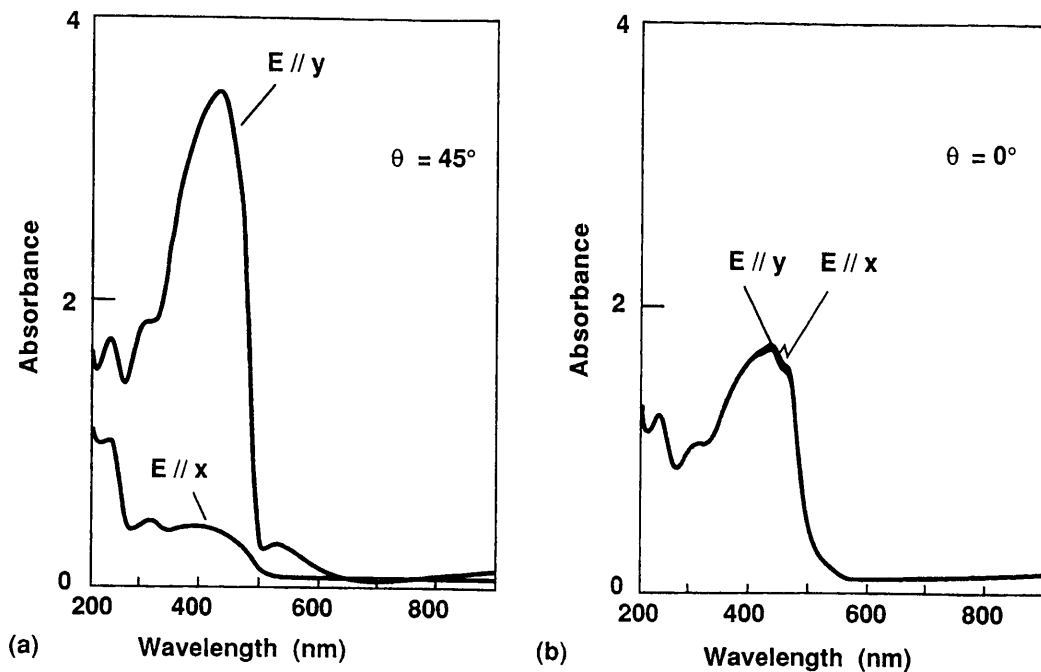 4
E // y
θ = 45°
Absorbance
2
E // x
0
200 400 600 800
(a) Wavelength (nm)
4
θ = 0°
E // y E // x
Absorbance
2
0
200 400 600 800
(b) Wavelength (nm)